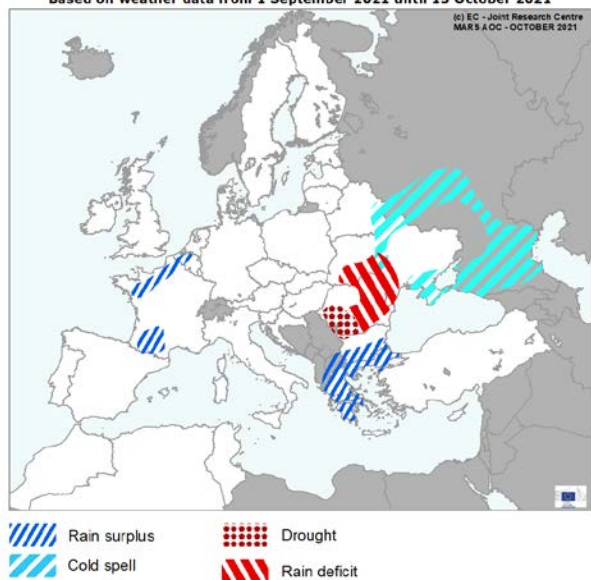 Based on weather data from 1 September 2021 until 15 October 2021
(c) EC - Joint Research Centre
MARS AOC - OCTOBER 2021
Rain surplus
Drought
Cold spell
Rain deficit